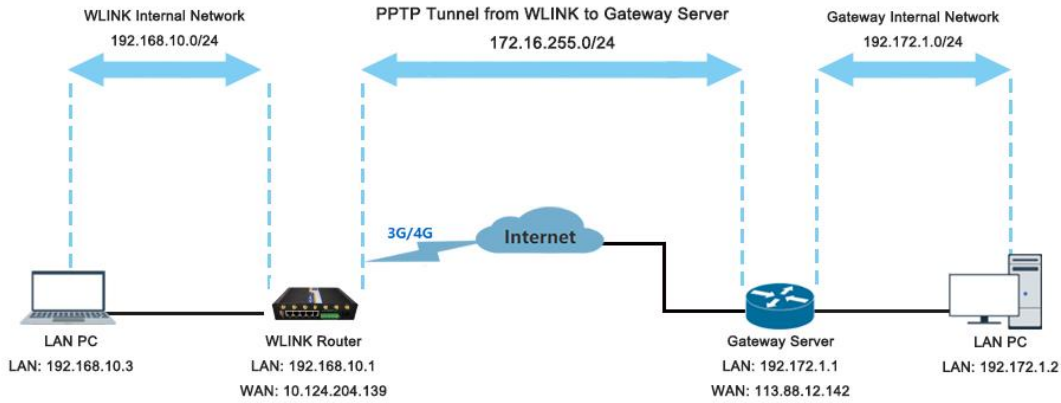 WLINK Internal Network
192.168.10.0/24
PPTP Tunnel from WLINK to Gateway Server
172.16.255.0/24
Gateway Internal Network
192.172.1.0/24
3G/4G
Internet
LAN PC
LAN: 192.168.10.3
WLINK Router
LAN: 192.168.10.1
WAN: 10.124.204.139
Gateway Server
LAN: 192.172.1.1
WAN: 113.88.12.142
LAN PC
LAN: 192.172.1.2